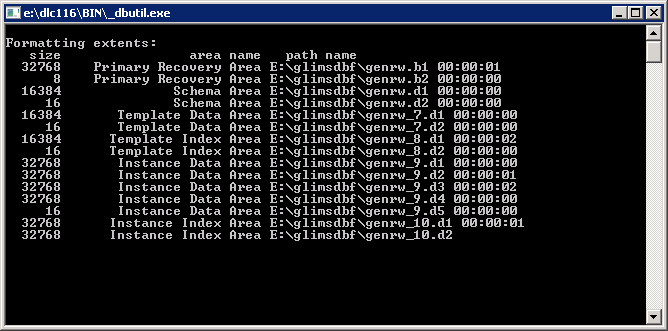 e:\dlc116\BIN\_dbutil.exe
Formatting extents:
size area name path name
32768 Primary Recovery Area E:\glimsdbf\genrw.b1 00:00:01
8 Primary Recovery Area E:\glimsdbf\genrw.b2 00:00:00
16384 Schema Area E:\glimsdbf\genrw.d1 00:00:00
16 Schema Area E:\glimsdbf\genrw.d2 00:00:00
16384 Template Data Area E:\glimsdbf\genrw_7.d1 00:00:00
16 Template Data Area E:\glimsdbf\genrw_7.d2 00:00:00
16384 Template Index Area E:\glimsdbf\genrw_8.d1 00:00:02
16 Template Index Area E:\glimsdbf\genrw_8.d2 00:00:00
32768 Instance Data Area E:\glimsdbf\genrw_9.d1 00:00:00
32768 Instance Data Area E:\glimsdbf\genrw_9.d2 00:00:01
32768 Instance Data Area E:\glimsdbf\genrw_9.d3 00:00:02
32768 Instance Data Area E:\glimsdbf\genrw_9.d4 00:00:00
16 Instance Data Area E:\glimsdbf\genrw_9.d5 00:00:00
32768 Instance Index Area E:\glimsdbf\genrw_10.d1 00:00:01
32768 Instance Index Area E:\glimsdbf\genrw_10.d2